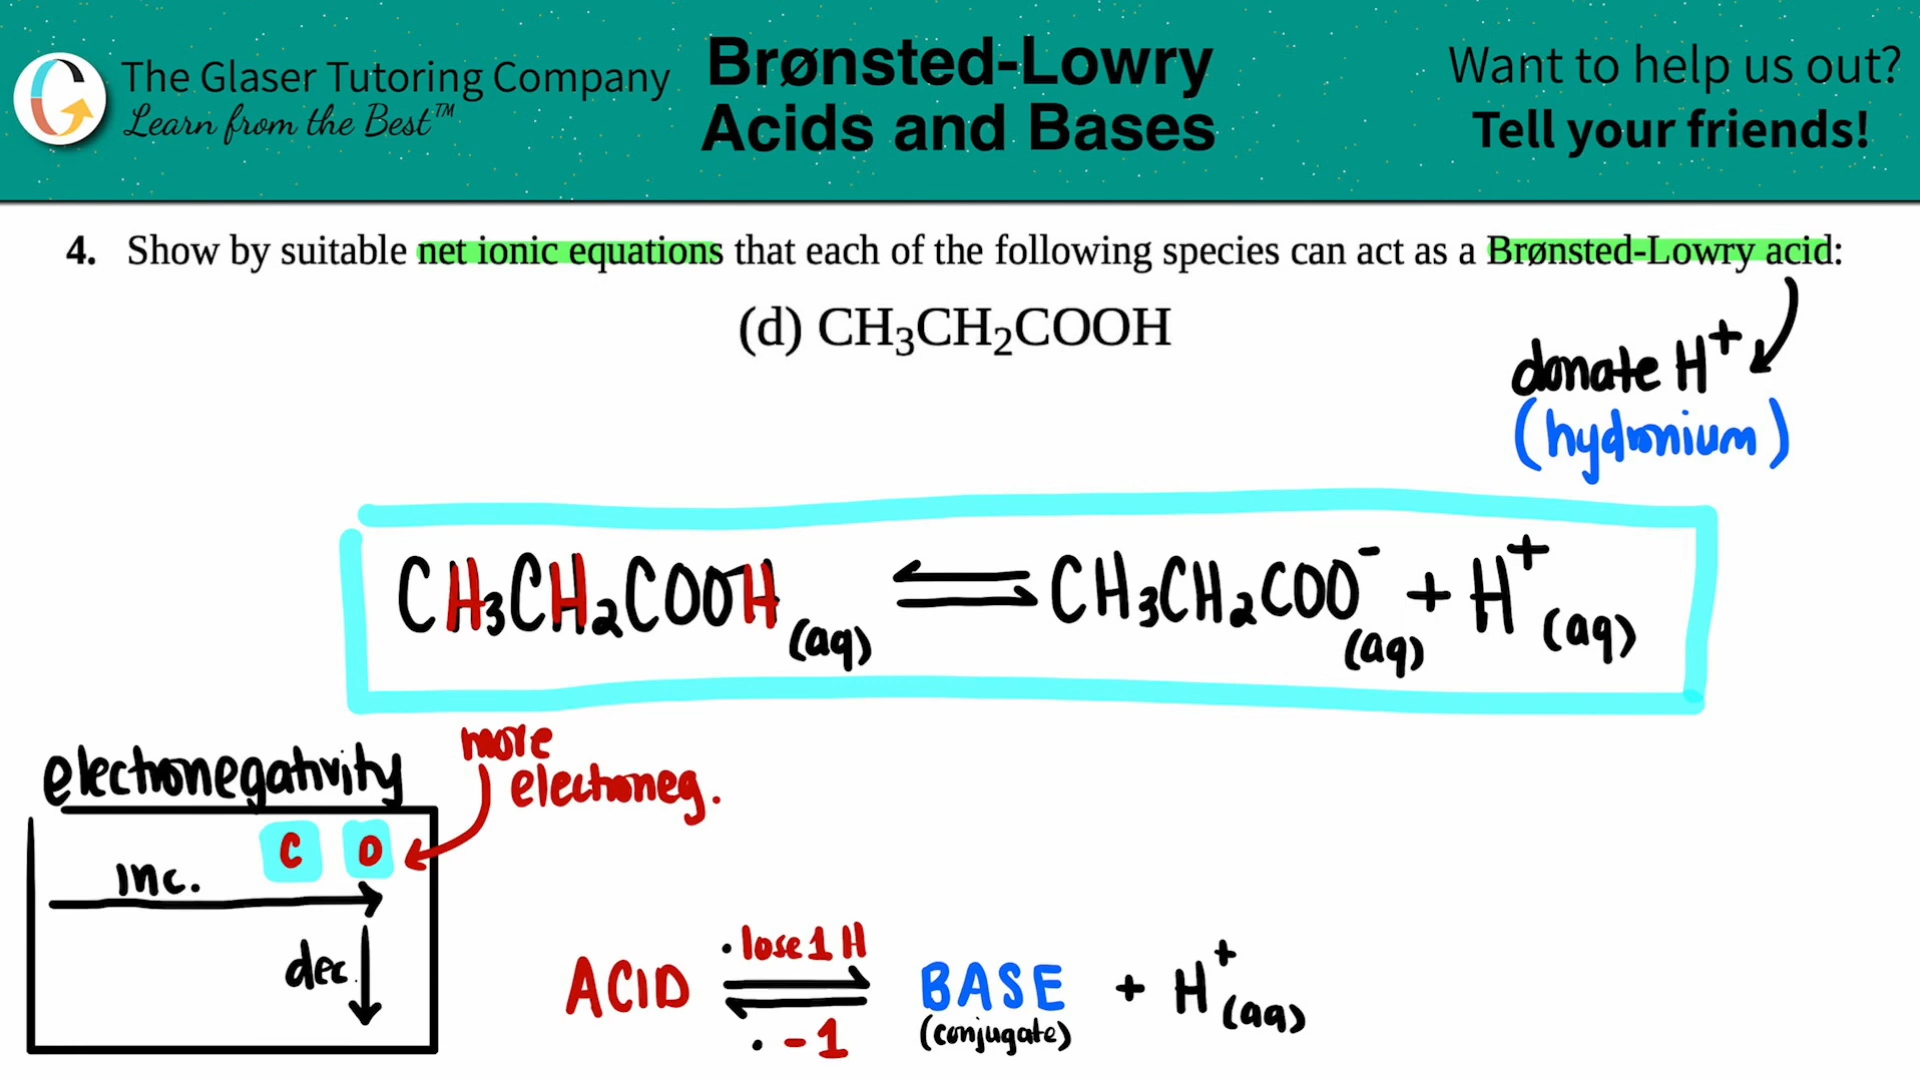 The Glaser Tutoring Company
Learn from the Best™
Brønsted-Lowry
Acids and Bases
Want to help us out?
Tell your friends!
4. Show by suitable net ionic equations that each of the following species can act as a Brønsted-Lowry acid:
(d) CH₃CH₂COOH
donate H⁺
(hydronium)
CH₃CH₂COOH(aq) ⇌ CH₃CH₂COO⁻(aq) + H⁺(aq)
electronegativity
more
electroneg.
C O
inc.
dec.
· lose 1 H
ACID ⇌ BASE + H⁺(aq)
(conjugate)
· -1